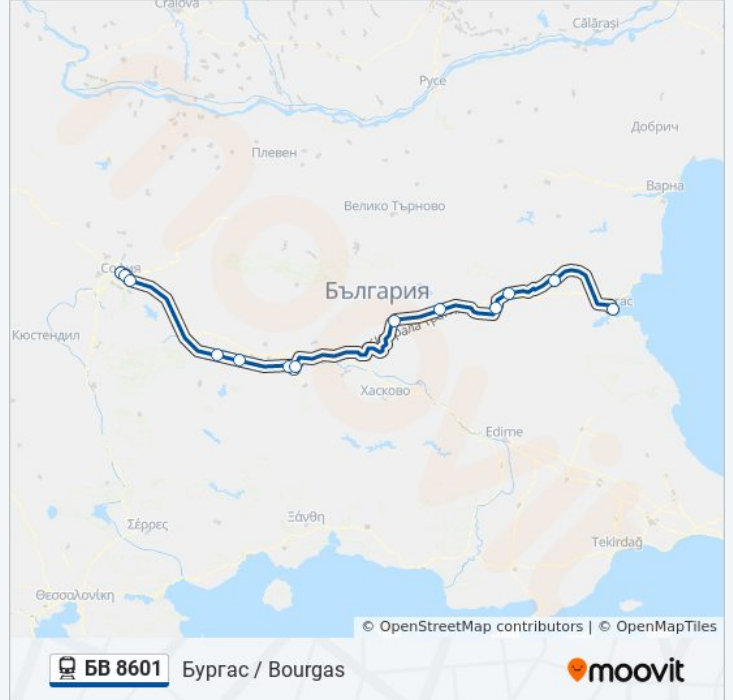 Craiova
Călărași
Русе
Добрич
Плевен
Варна
Велико Търново
София
България
Кюстендил
Хасково
Edirne
Σέρρες
Ξάνθη
Tekirdağ
Θεσσαλονίκη
© OpenStreetMap contributors | © OpenMapTiles
БВ 8601 Бургас / Bourgas
moovit